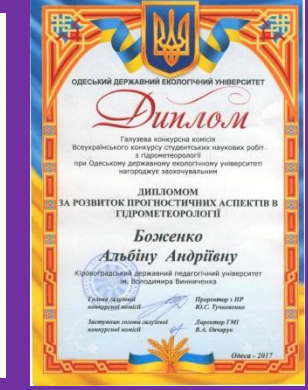 ОДЕСЬКИЙ ДЕРЖАВНИЙ ЕКОЛОГІЧНИЙ УНІВЕРСИТЕТ
Диплом
Галузева конкурсна комісія
Всеукраїнського конкурсу студентських наукових робіт
з гідрометеорології
при Одеському державному екологічному університеті
нагороджує заохочувальним
ДИПЛОМОМ
ЗА РОЗВИТОК ПРОГНОСТИЧНИХ АСПЕКТІВ В
ГІДРОМЕТЕОРОЛОГІЇ
Боженко
Альбіну Андріївну
Кіровоградський державний педагогічний університет
ім. Володимира Винниченка
Голова галузевої
конкурсної комісії
Проректор з НР
Ю.С. Тучковенко
Заступник голови галузевої
конкурсної комісії
Директор ГМІ
В.А. Овчарук
Одеса - 2017